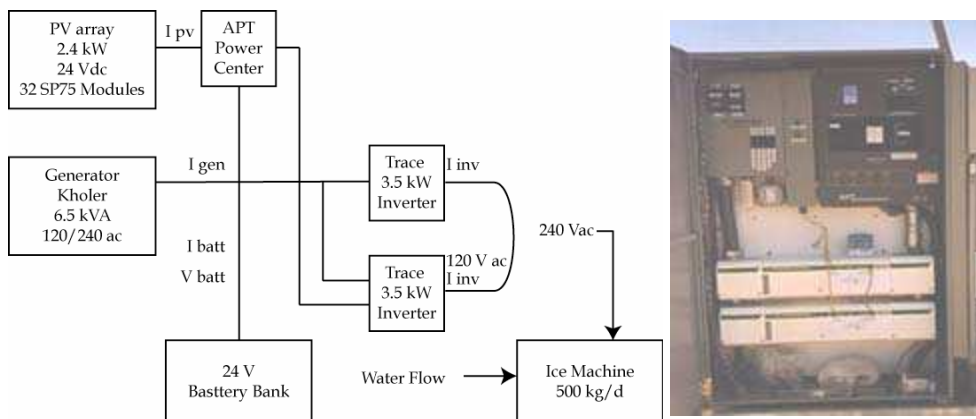 PV array
2.4 kW
24 Vdc
32 SP75 Modules
I pv
APT
Power
Center
Generator
Kholer
6.5 kVA
120/240 ac
I gen
Trace
3.5 kW
Inverter
I inv
I batt
V batt
Trace
3.5 kW
Inverter
120 V ac
I inv
240 Vac
24 V
Basttery Bank
Water Flow
Ice Machine
500 kg/d